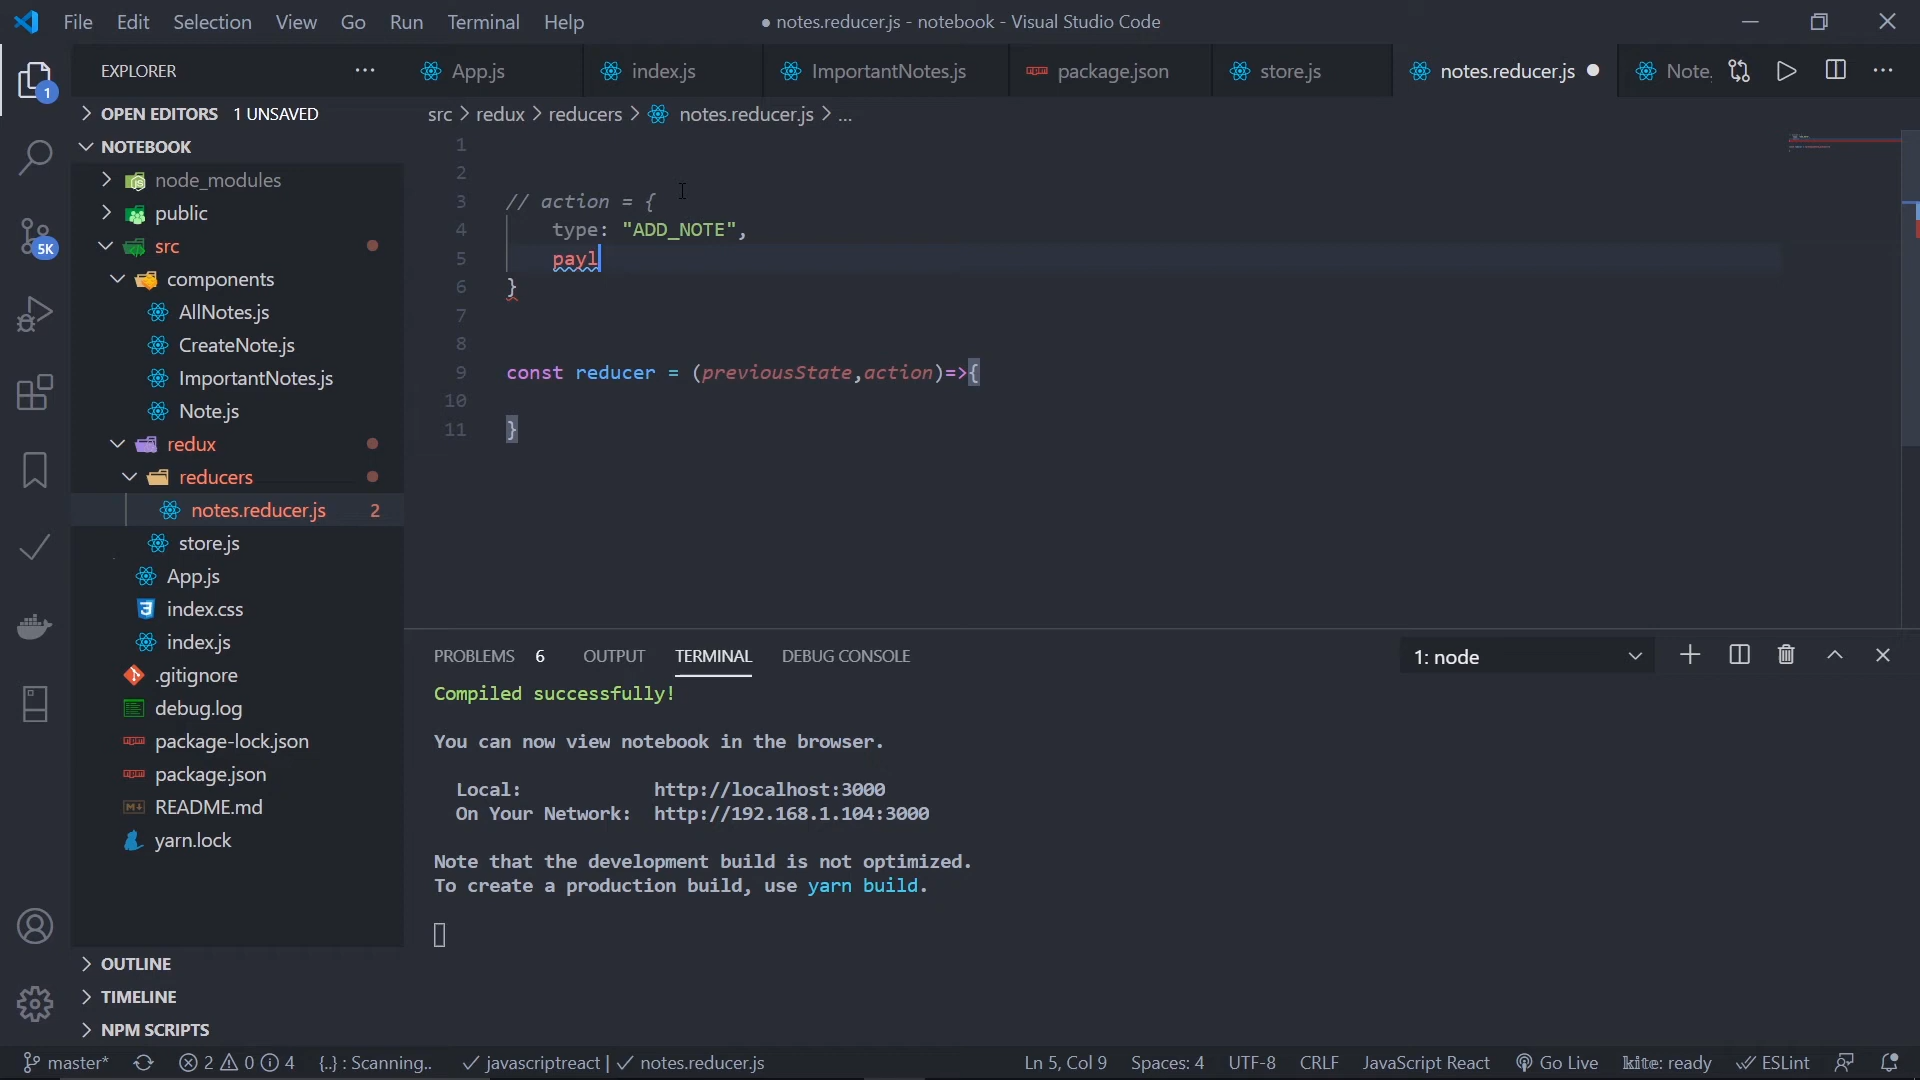 File Edit Selection View Go Run Terminal Help
● notes.reducer.js - notebook - Visual Studio Code
EXPLORER
App.js index.js ImportantNotes.js package.json store.js notes.reducer.js Note.
OPEN EDITORS 1 UNSAVED
src > redux > reducers > notes.reducer.js > ...
NOTEBOOK
node_modules
public
src
components
AllNotes.js
CreateNote.js
ImportantNotes.js
Note.js
redux
reducers
notes.reducer.js 2
store.js
App.js
index.css
index.js
.gitignore
debug.log
package-lock.json
package.json
README.md
yarn.lock
OUTLINE
TIMELINE
NPM SCRIPTS
1
5K
1
2
3 // action = {
4 type: "ADD_NOTE",
5 payl
6 }
7
8
9 const reducer = (previousState,action)=>{
10
11 }
PROBLEMS 6 OUTPUT TERMINAL DEBUG CONSOLE
1: node
Compiled successfully!
You can now view notebook in the browser.
Local: http://localhost:3000
On Your Network: http://192.168.1.104:3000
Note that the development build is not optimized.
To create a production build, use yarn build.
master* 2 0 4 {..} : Scanning.. javascriptreact | notes.reducer.js
Ln 5, Col 9 Spaces: 4 UTF-8 CRLF JavaScript React Go Live kite: ready ESLint